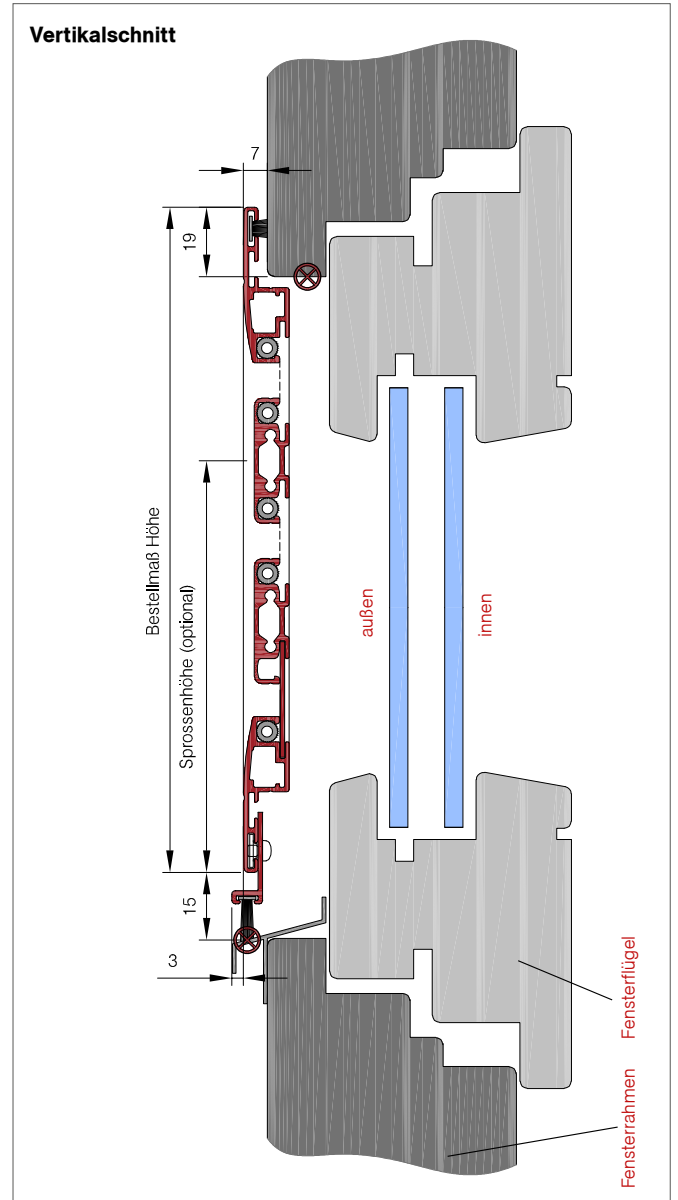 Vertikalschnitt
7
19
Bestellmaß Höhe
Sprossenhöhe (optional)
außen
innen
15
3
Fensterflügel
Fensterrahmen